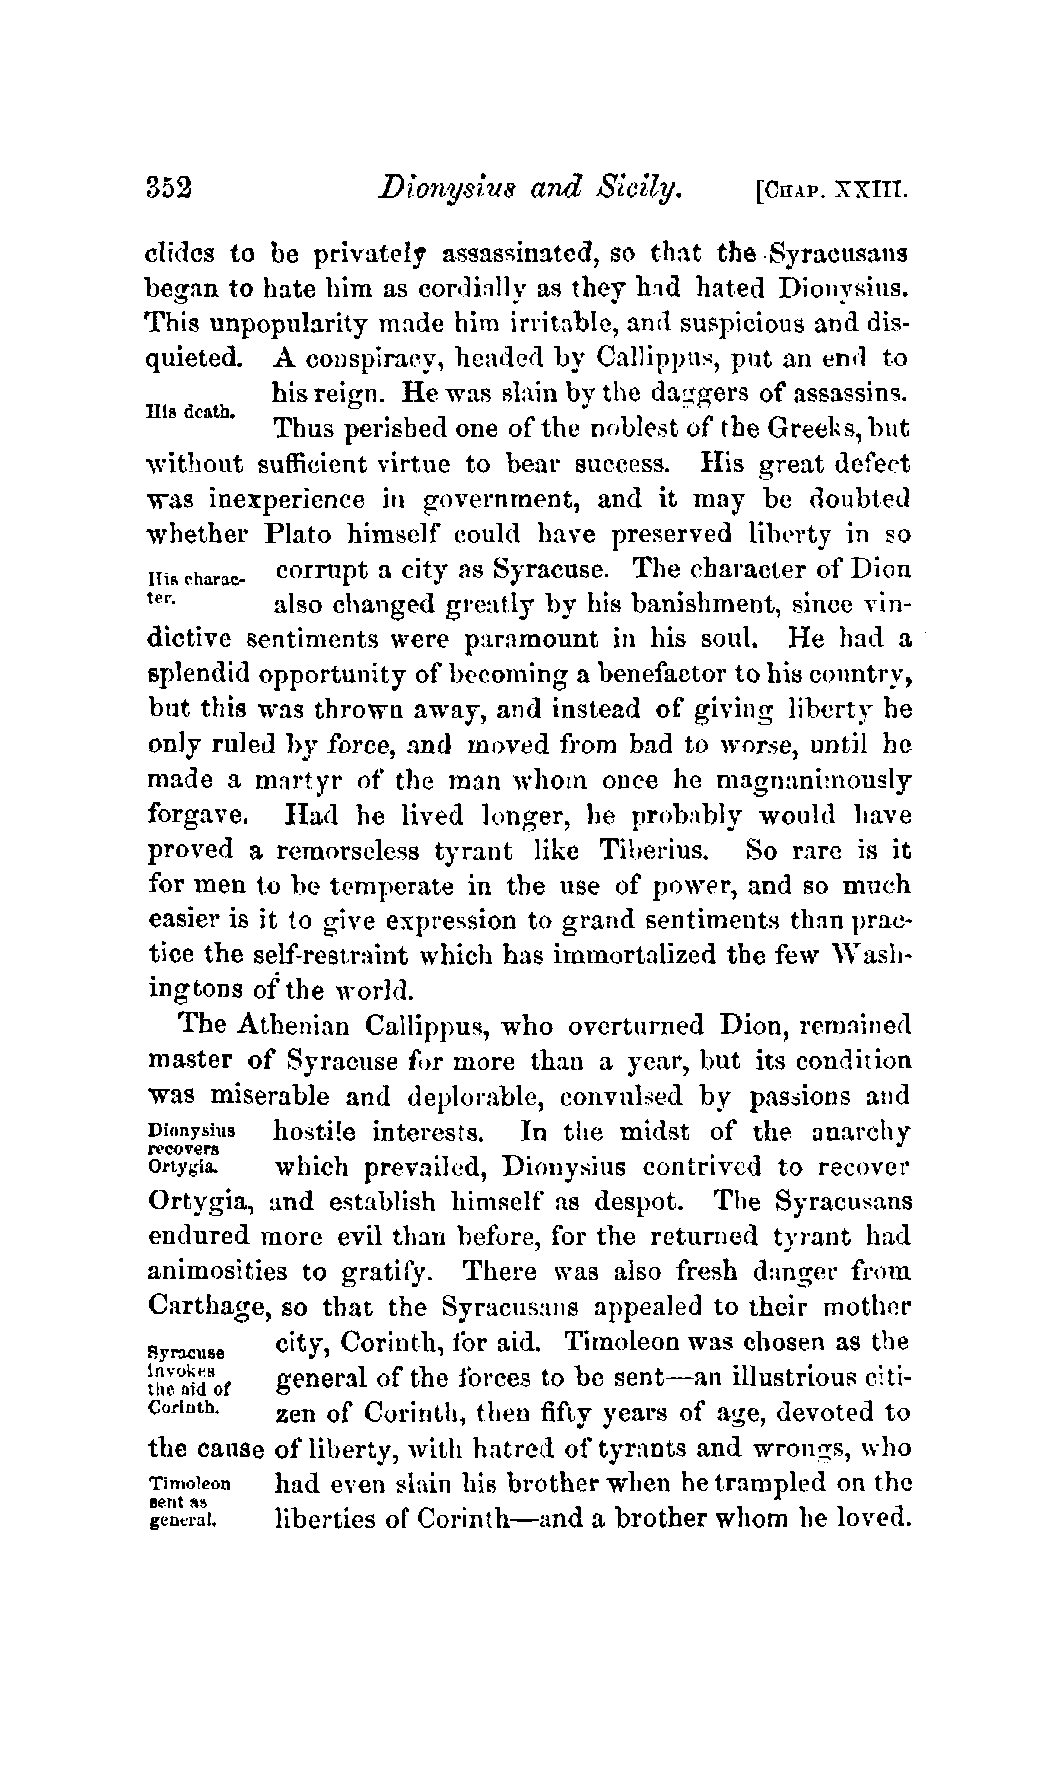 352 Dionysius and Sicily. [CHAP. XXIII.
clides to be privately assassinated, so that the Syracusans
began to hate him as cordially as they had hated Dionysius.
This unpopularity made him irritable, and suspicious and dis-
quieted. A conspiracy, headed by Callippus, put an end to
his reign. He was slain by the daggers of assassins.
His death.
Thus perished one of the noblest of the Greeks, but
without sufficient virtue to bear success. His great defect
was inexperience in government, and it may be doubted
whether Plato himself could have preserved liberty in so
His charac-
ter.
corrupt a city as Syracuse. The character of Dion
also changed greatly by his banishment, since vin-
dictive sentiments were paramount in his soul. He had a
splendid opportunity of becoming a benefactor to his country,
but this was thrown away, and instead of giving liberty he
only ruled by force, and moved from bad to worse, until he
made a martyr of the man whom once he magnanimously
forgave. Had he lived longer, he probably would have
proved a remorseless tyrant like Tiberius. So rare is it
for men to be temperate in the use of power, and so much
easier is it to give expression to grand sentiments than prac-
tice the self-restraint which has immortalized the few Wash-
ingtons of the world.
The Athenian Callippus, who overturned Dion, remained
master of Syracuse for more than a year, but its condition
was miserable and deplorable, convulsed by passions and
Dionysius
recovers
Ortygia.
hostile interests. In the midst of the anarchy
which prevailed, Dionysius contrived to recover
Ortygia, and establish himself as despot. The Syracusans
endured more evil than before, for the returned tyrant had
animosities to gratify. There was also fresh danger from
Carthage, so that the Syracusans appealed to their mother
Syracuse
invokes
the aid of
Corinth.
city, Corinth, for aid. Timoleon was chosen as the
general of the forces to be sent—an illustrious citi-
zen of Corinth, then fifty years of age, devoted to
the cause of liberty, with hatred of tyrants and wrongs, who
Timoleon
sent as
general.
had even slain his brother when he trampled on the
liberties of Corinth—and a brother whom he loved.